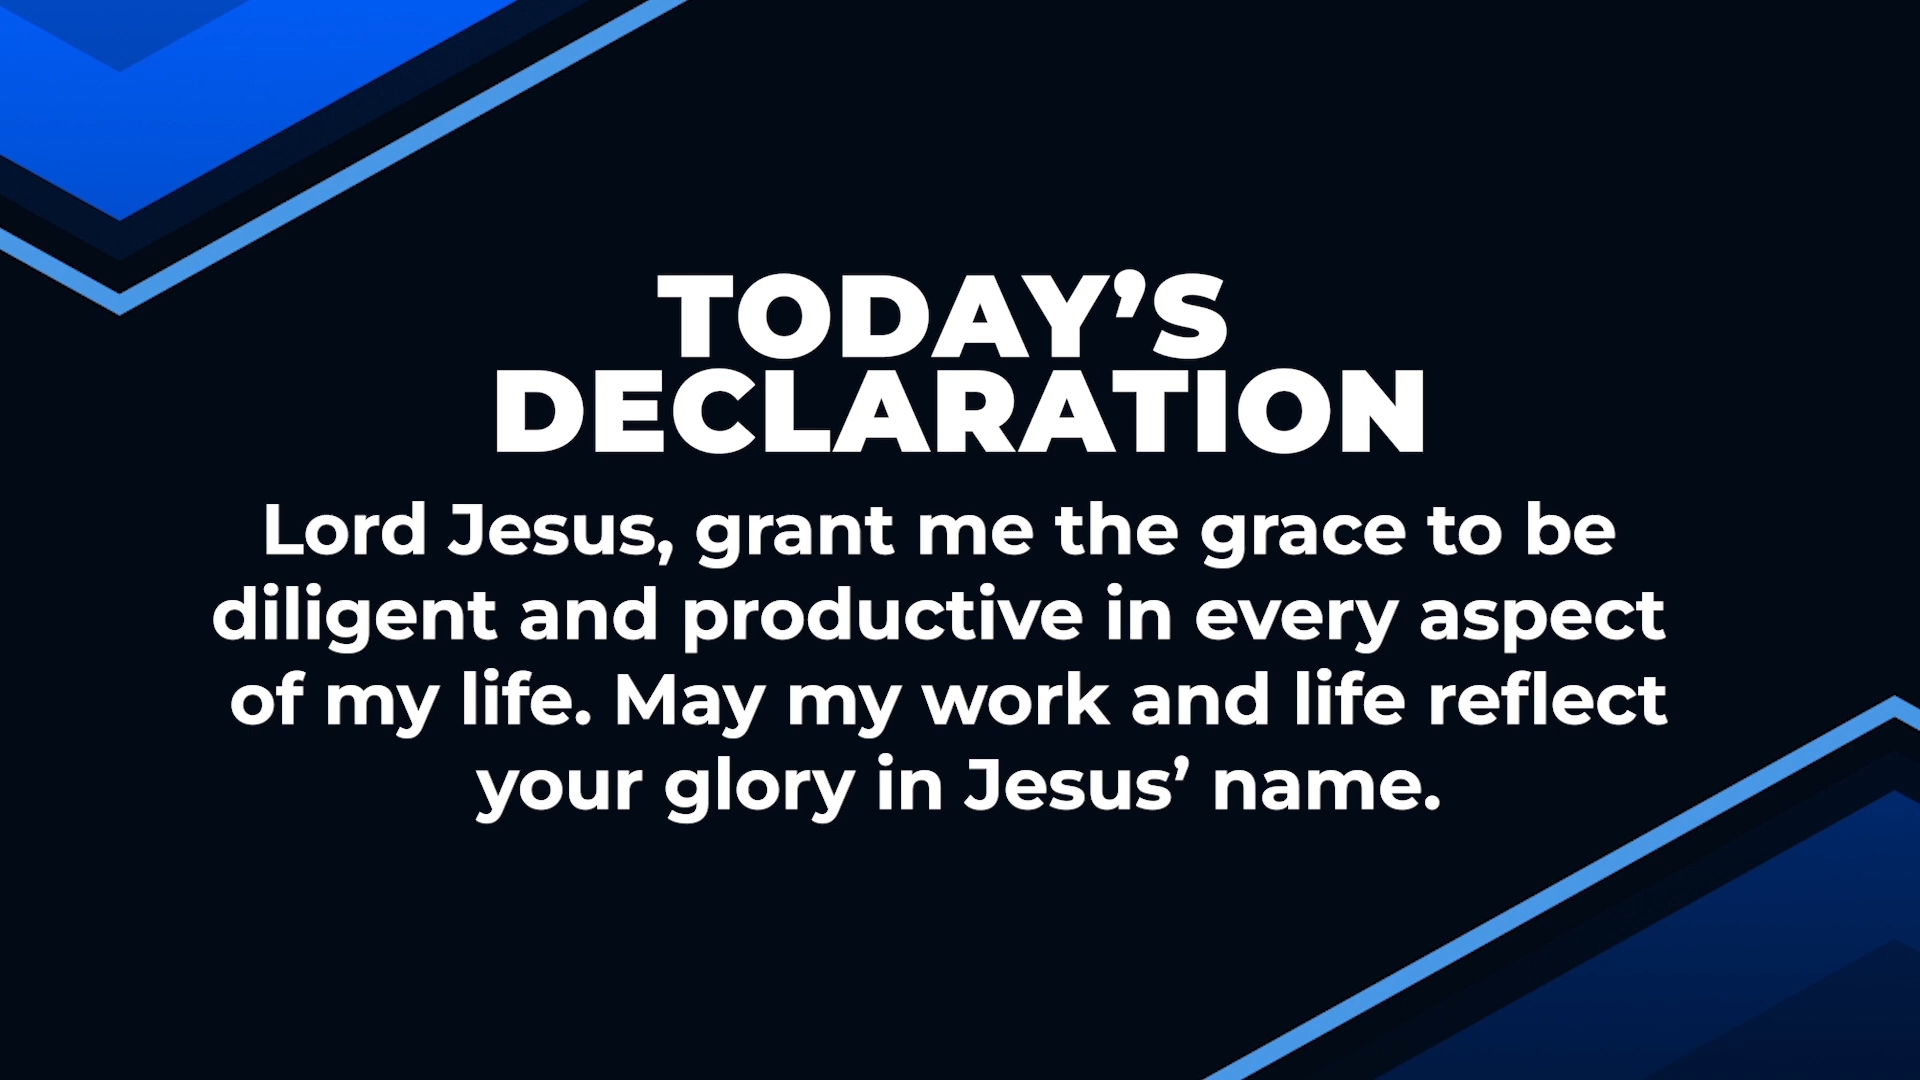 TODAY’S
DECLARATION
Lord Jesus, grant me the grace to be
diligent and productive in every aspect
of my life. May my work and life reflect
your glory in Jesus’ name.